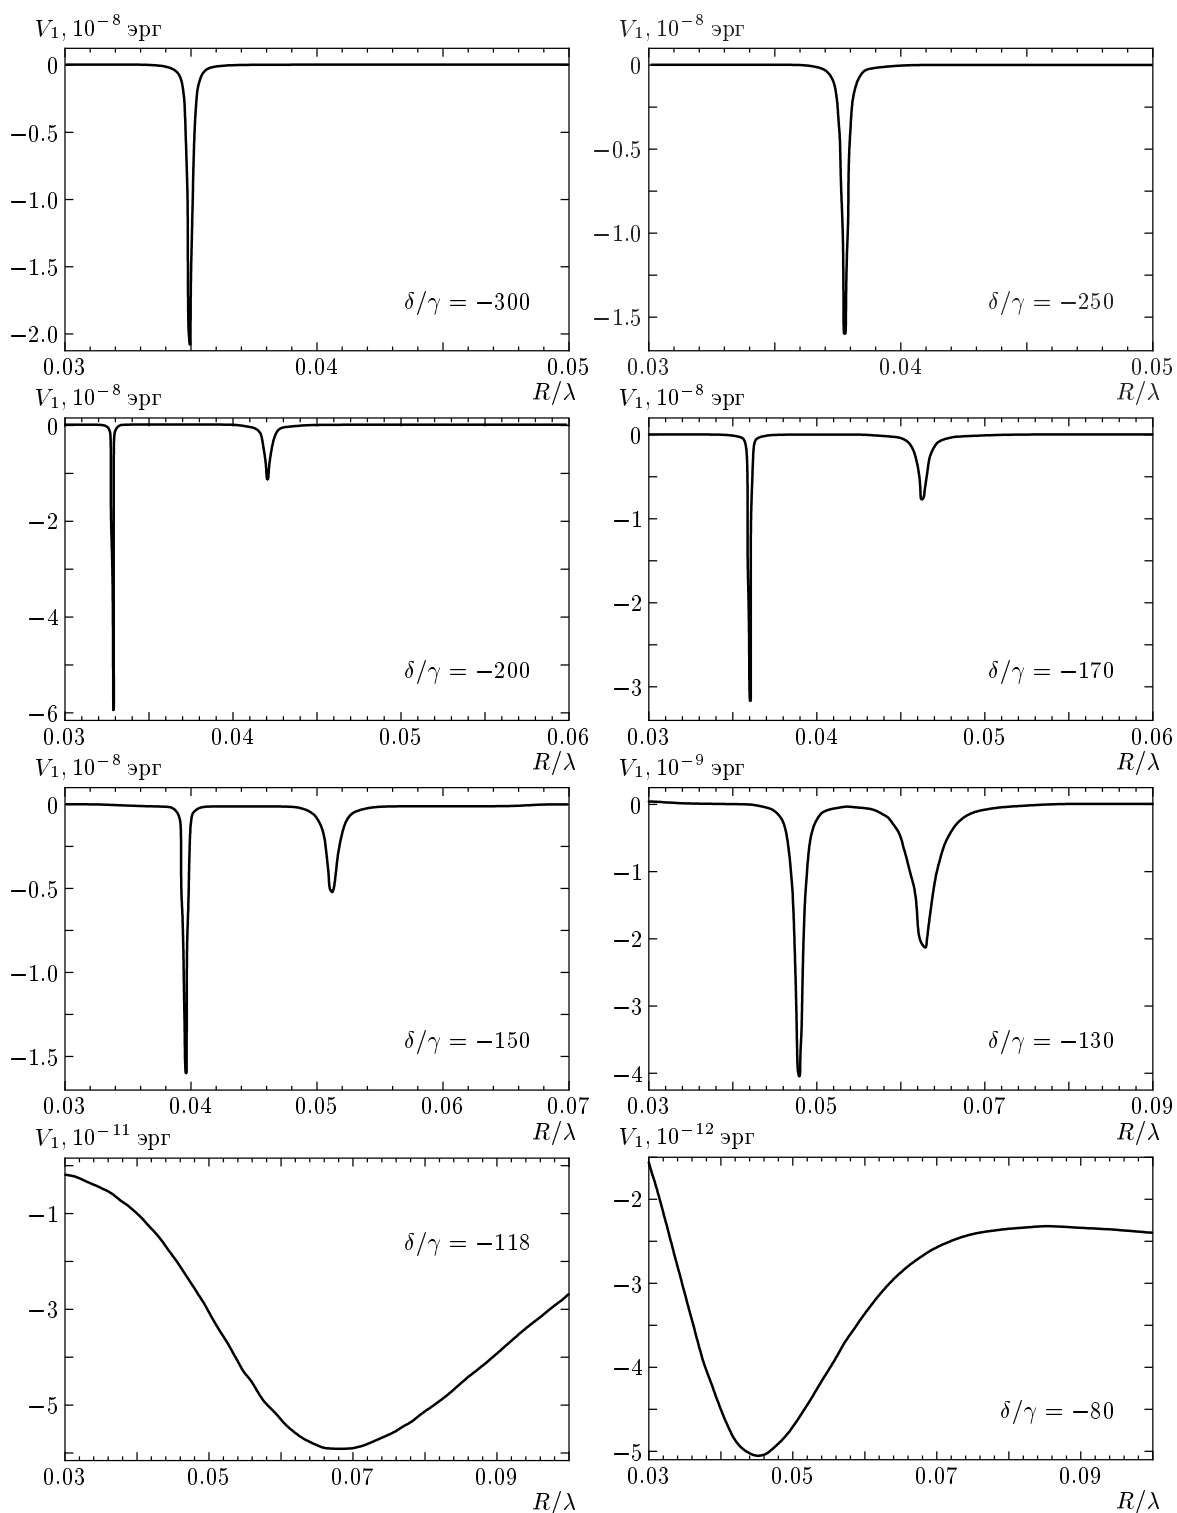 V₁, 10⁻⁸ эрг
0
−0.5
−1.0
−1.5
−2.0
δ/γ = −300
0.03 0.04 0.05
R/λ
V₁, 10⁻⁸ эрг
0
−0.5
−1.0
−1.5
δ/γ = −250
0.03 0.04 0.05
R/λ
V₁, 10⁻⁸ эрг
0
−2
−4
−6
δ/γ = −200
0.03 0.04 0.05 0.06
R/λ
V₁, 10⁻⁸ эрг
0
−1
−2
−3
δ/γ = −170
0.03 0.04 0.05 0.06
R/λ
V₁, 10⁻⁸ эрг
0
−0.5
−1.0
−1.5
δ/γ = −150
0.03 0.04 0.05 0.06 0.07
R/λ
V₁, 10⁻⁹ эрг
0
−1
−2
−3
−4
δ/γ = −130
0.03 0.05 0.07 0.09
R/λ
V₁, 10⁻¹¹ эрг
−1
−3
−5
δ/γ = −118
0.03 0.05 0.07 0.09
R/λ
V₁, 10⁻¹² эрг
−2
−3
−4
−5
δ/γ = −80
0.03 0.05 0.07 0.09
R/λ